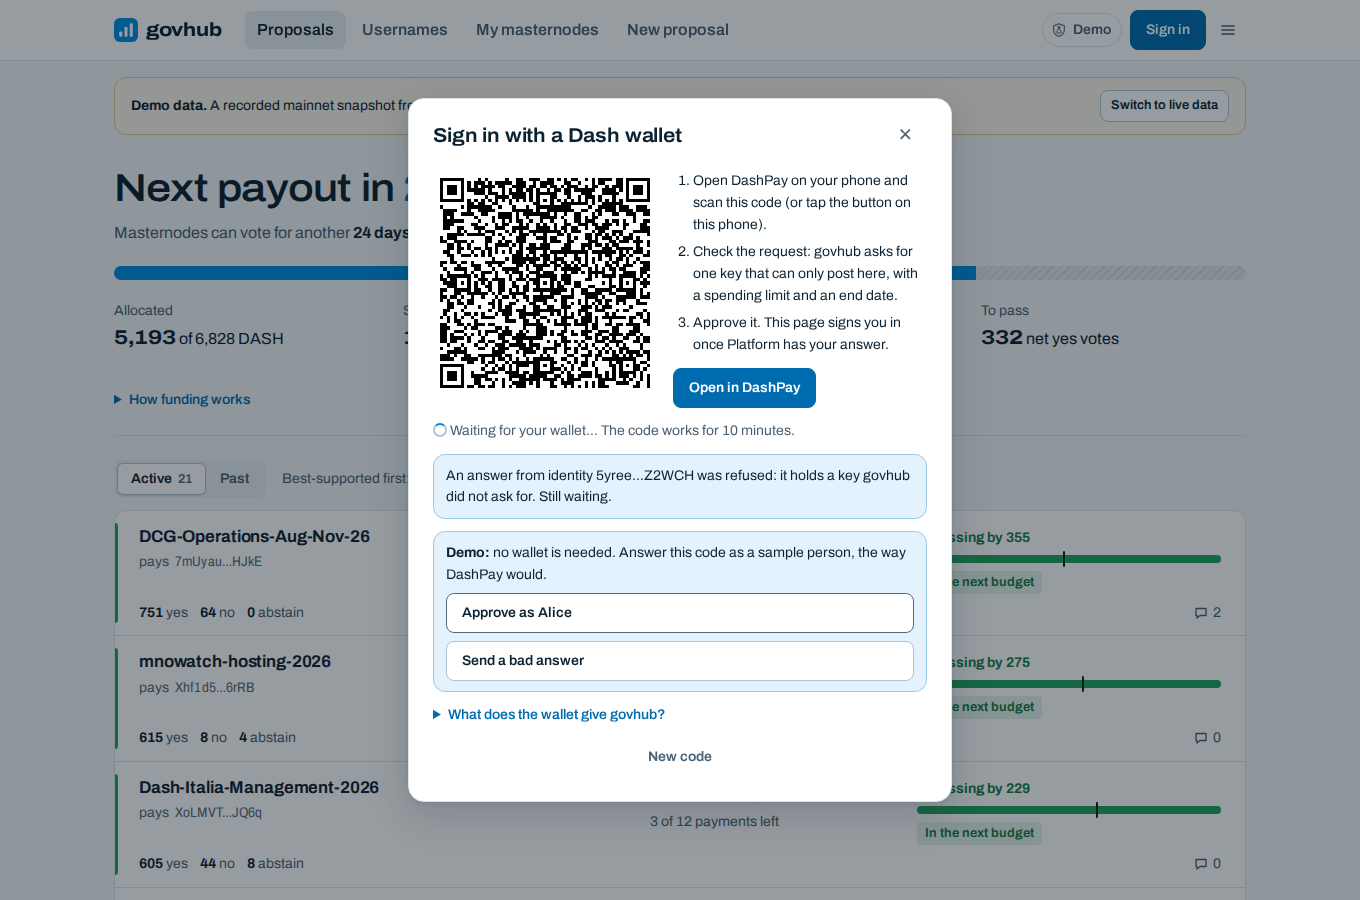 govhub
Proposals
Usernames
My masternodes
New proposal
Demo
Sign in
Demo data. A recorded mainnet snapshot
Switch to live data
Next payout in
Masternodes can vote for another 24 days
Allocated
5,193 of 6,828 DASH
To pass
332 net yes votes
How funding works
Active 21
Past
Best-supported first
Sign in with a Dash wallet
1. Open DashPay on your phone and
scan this code (or tap the button on
this phone).
2. Check the request: govhub asks for
one key that can only post here, with
a spending limit and an end date.
3. Approve it. This page signs you in
once Platform has your answer.
Open in DashPay
Waiting for your wallet… The code works for 10 minutes.
An answer from identity 5yree…Z2WCH was refused: it holds a key govhub
did not ask for. Still waiting.
Demo: no wallet is needed. Answer this code as a sample person, the way
DashPay would.
Approve as Alice
Send a bad answer
What does the wallet give govhub?
New code
DCG-Operations-Aug-Nov-26
pays 7mUyau…HJkE
751 yes 64 no 0 abstain
by 355
next budget
2
mnowatch-hosting-2026
pays Xhf1d5…6rRB
615 yes 8 no 4 abstain
by 275
next budget
0
Dash-Italia-Management-2026
pays XoLMVT…JQ6q
605 yes 44 no 8 abstain
3 of 12 payments left
by 229
In the next budget
0